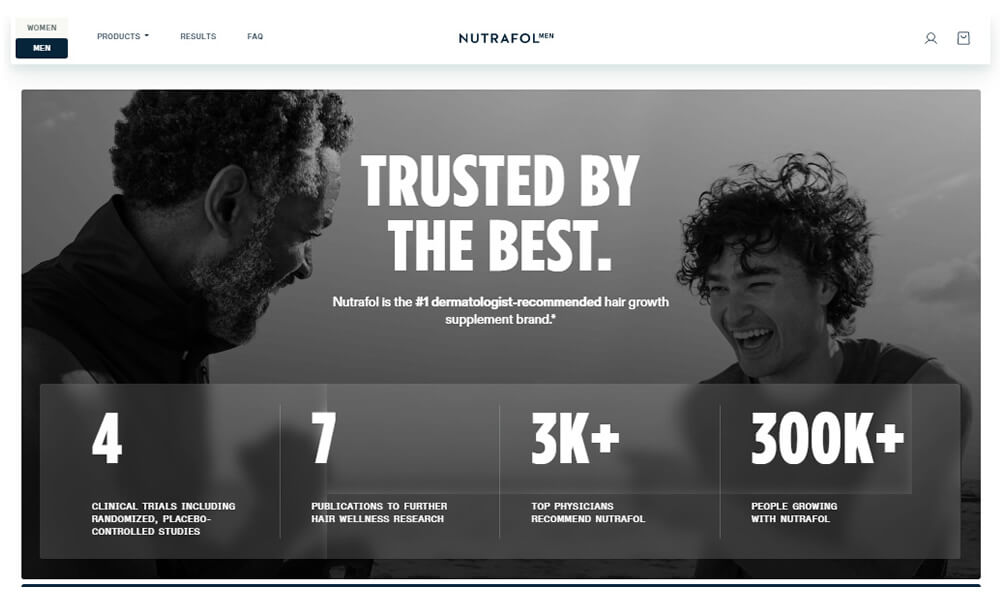 WOMEN
MEN
PRODUCTS
RESULTS
FAQ
NUTRAFOL MEN
TRUSTED BY
THE BEST.
Nutrafol is the #1 dermatologist-recommended hair growth
supplement brand.*
4
CLINICAL TRIALS INCLUDING
RANDOMIZED, PLACEBO-
CONTROLLED STUDIES
7
PUBLICATIONS TO FURTHER
HAIR WELLNESS RESEARCH
3K+
TOP PHYSICIANS
RECOMMEND NUTRAFOL
300K+
PEOPLE GROWING
WITH NUTRAFOL